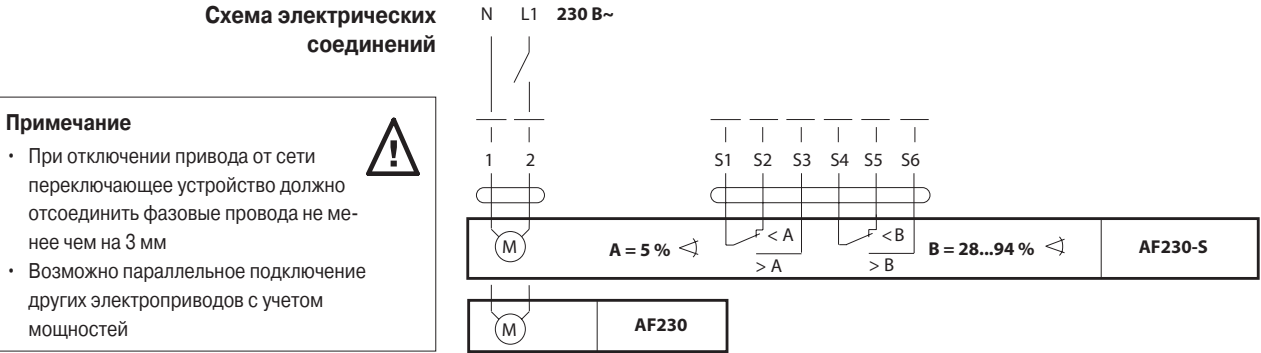 Схема электрических
соединений
Примечание
• При отключении привода от сети
переключающее устройство должно
отсоединить фазовые провода не ме-
нее чем на 3 мм
• Возможно параллельное подключение
других электроприводов с учетом
мощностей
N L1 230 В~
1 2 S1 S2 S3 S4 S5 S6
M A = 5 % < A > A < B > B B = 28...94 % AF230-S
M AF230